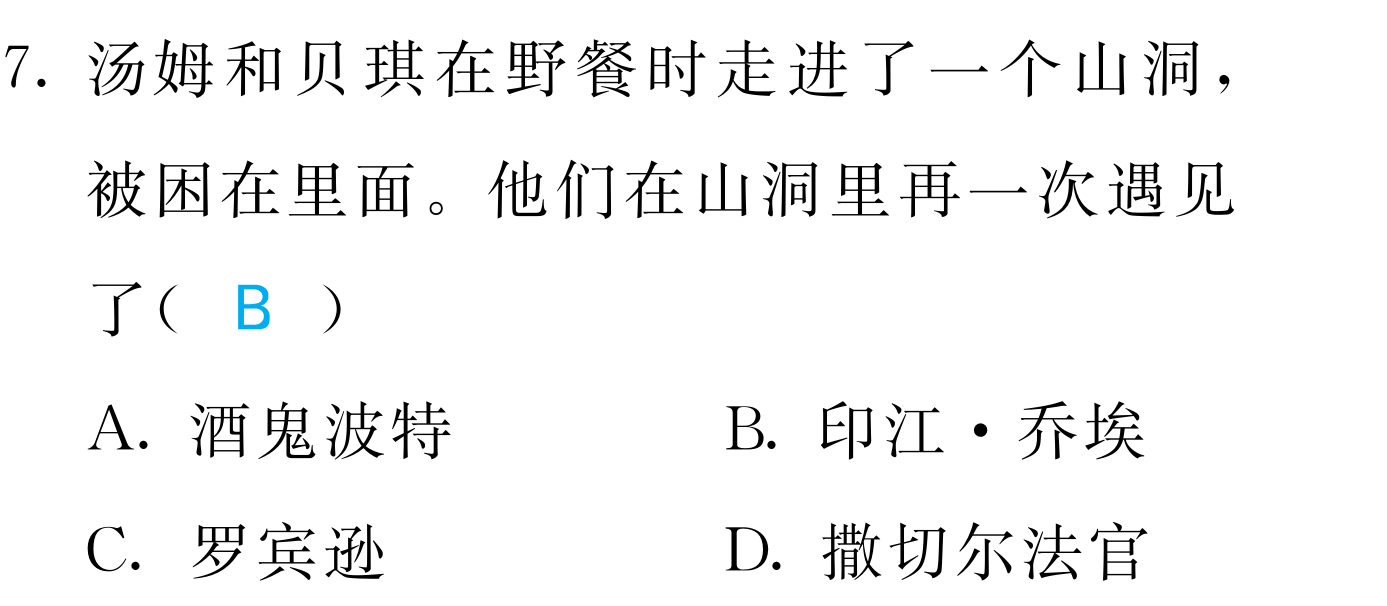 7. 汤姆和贝琪在野餐时走进了一个山洞，
被困在里面。他们在山洞里再一次遇见
了（ B ）
A. 酒鬼波特 B. 印江·乔埃
C. 罗宾逊 D. 撒切尔法官